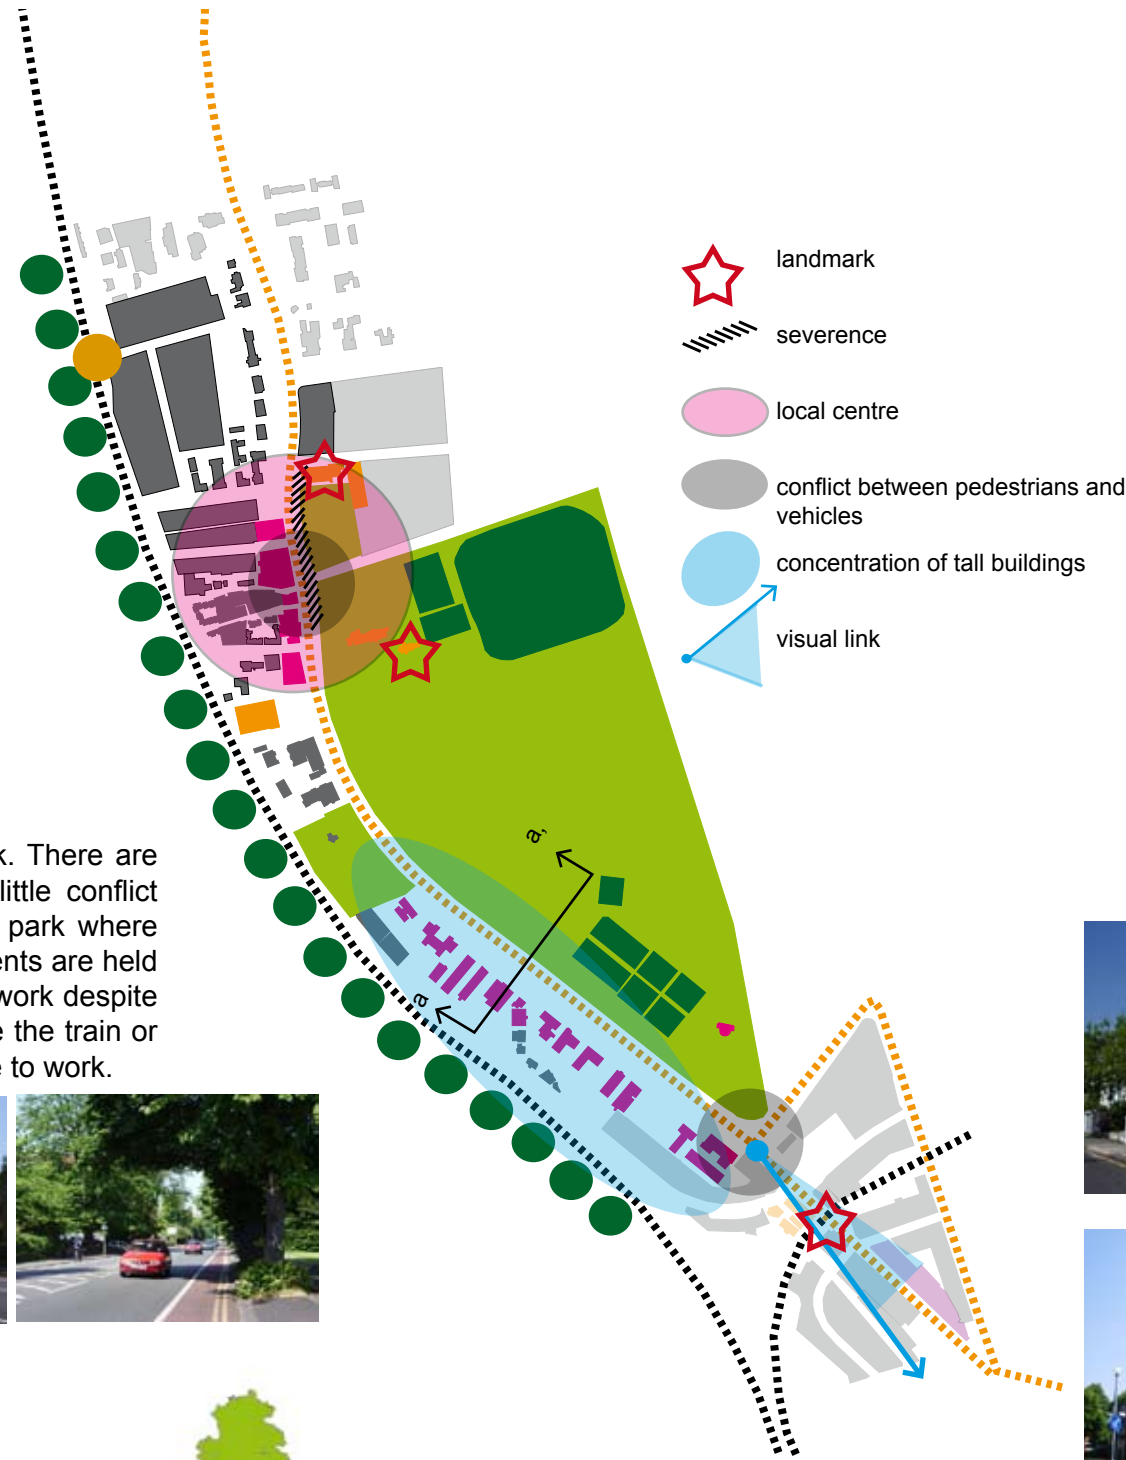 landmark
severence
local centre
conflict between pedestrians and
vehicles
concentration of tall buildings
visual link
a,
a
k. There are
little conflict
park where
ents are held
work despite
e the train or
e to work.